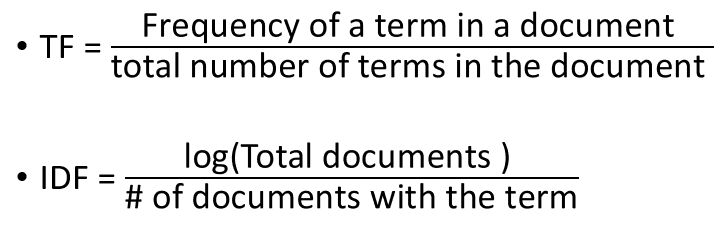 • TF = Frequency of a term in a document
total number of terms in the document
• IDF = log(Total documents )
# of documents with the term